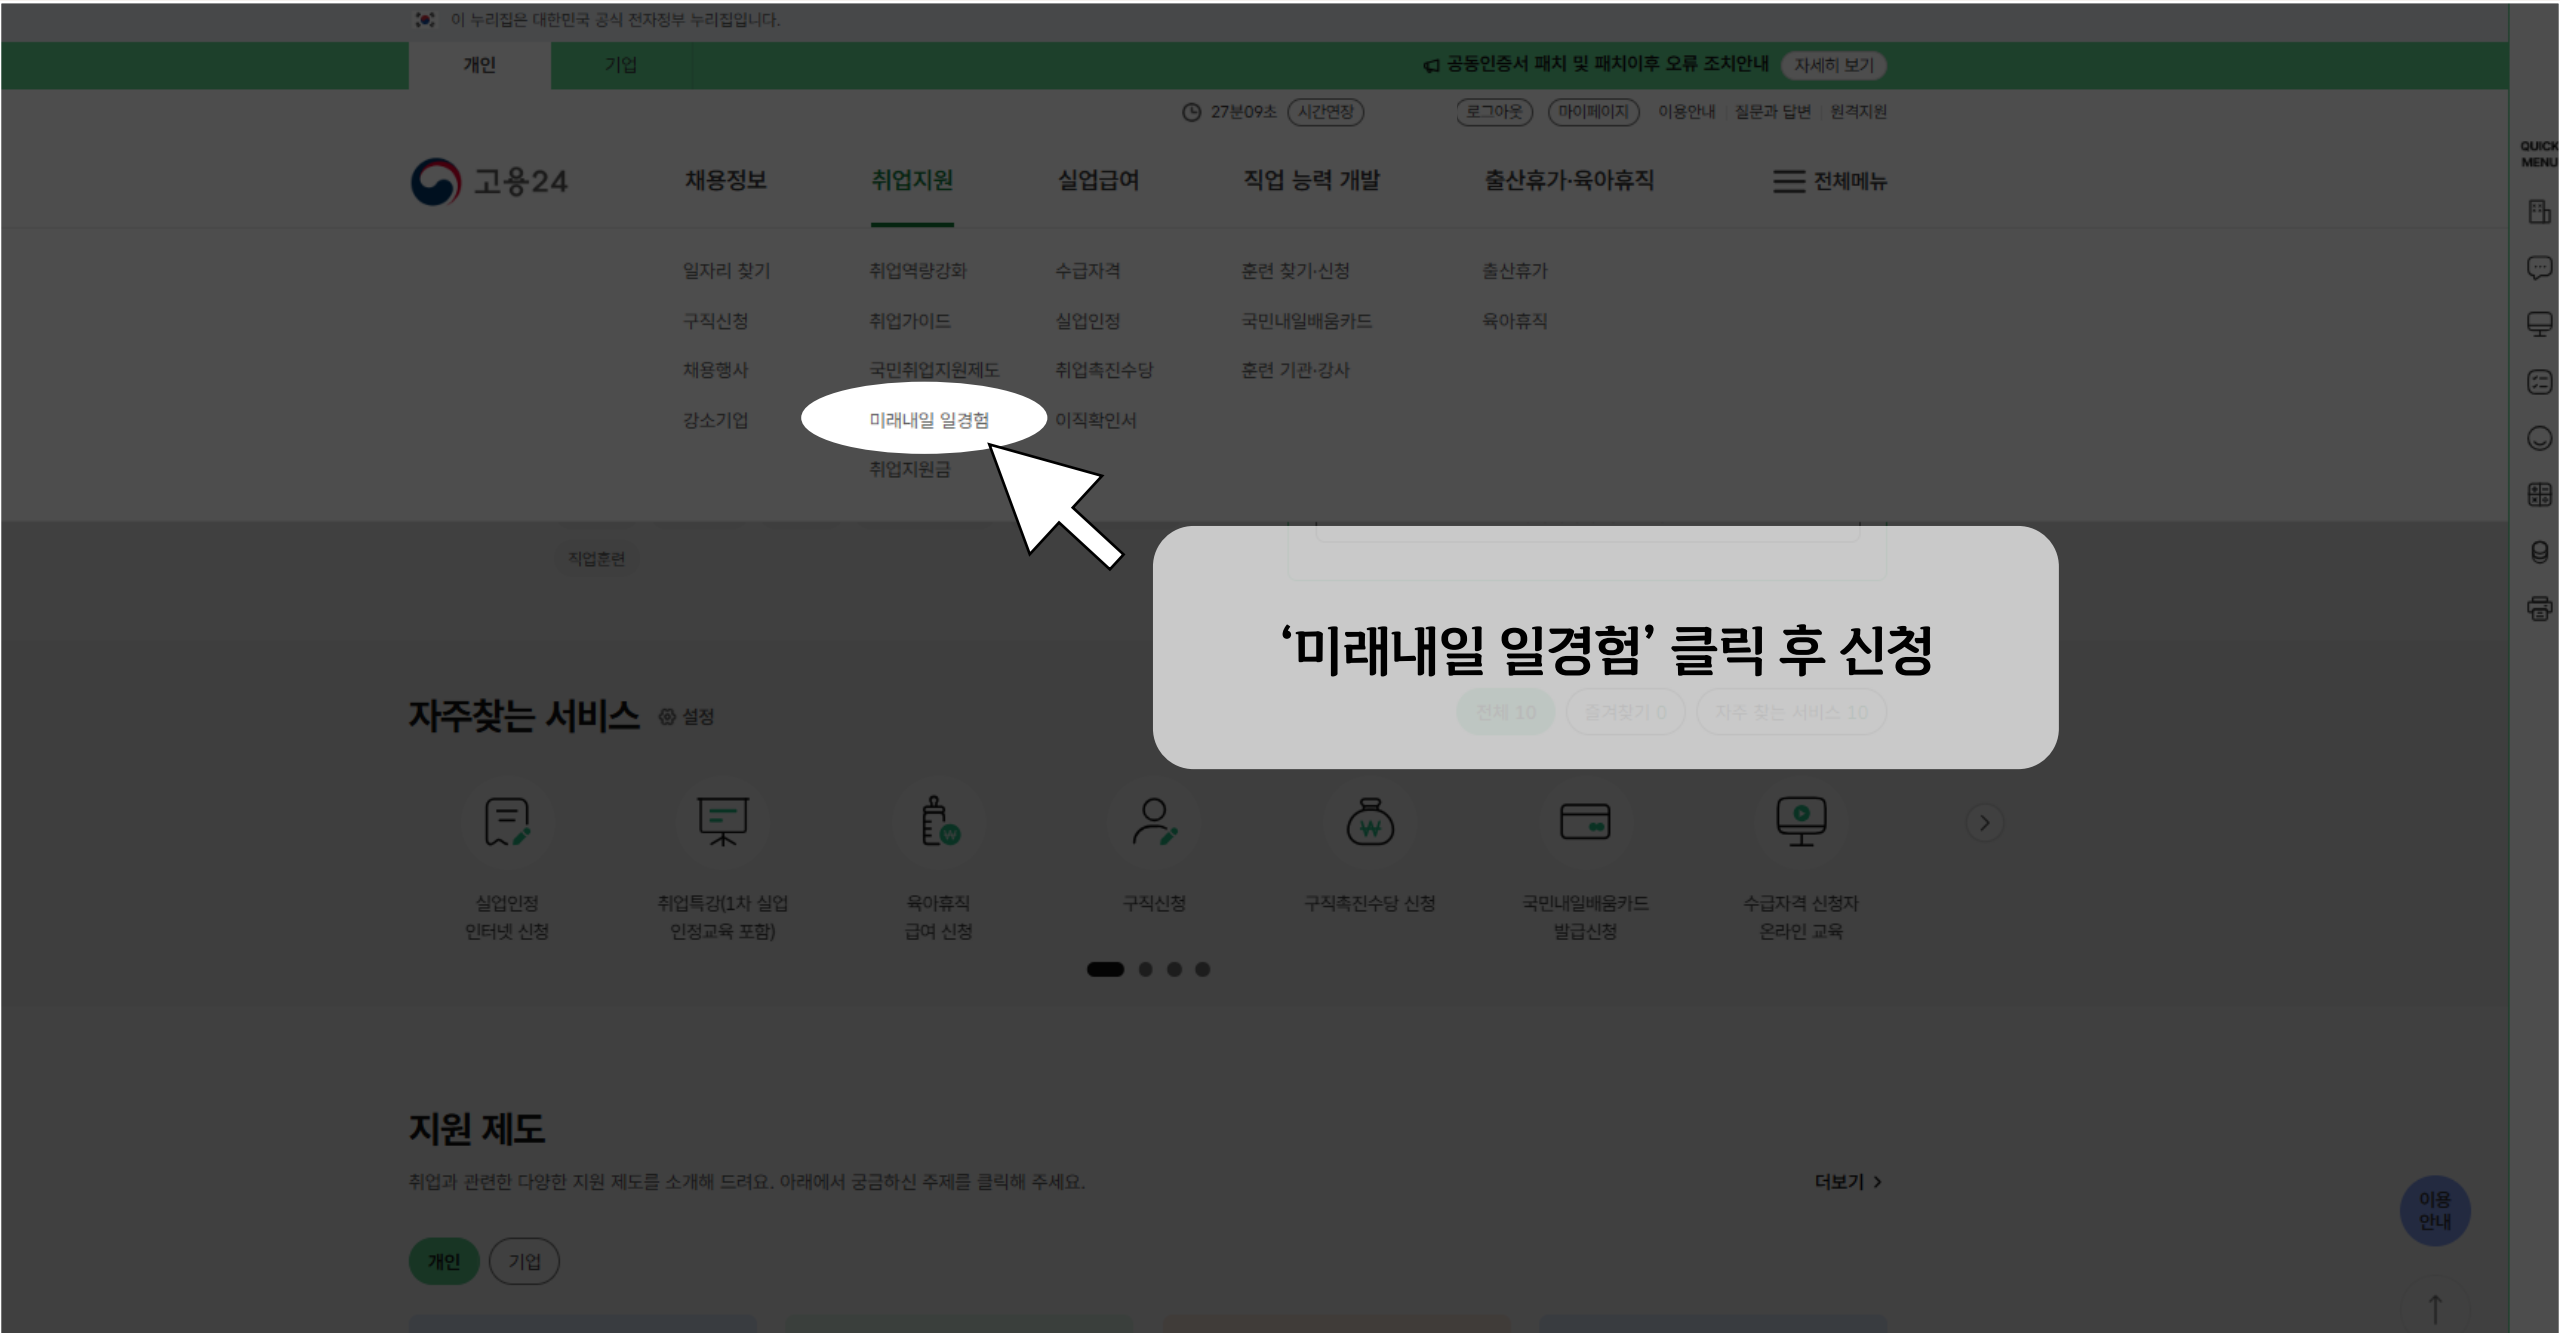 이 누리집은 대한민국 공식 전자정부 누리집입니다.
개인 기업 공동인증서 패치 및 패치이후 오류 조치안내 자세히 보기
27분09초 시간연장 로그아웃 마이페이지 이용안내 질문과 답변 원격지원
고용24 채용정보 취업지원 실업급여 직업 능력 개발 출산휴가·육아휴직 전체메뉴
QUICK
MENU
일자리 찾기 취업역량강화 수급자격 훈련 찾기·신청 출산휴가
구직신청 취업가이드 실업인정 국민내일배움카드 육아휴직
채용행사 국민취업지원제도 취업촉진수당 훈련 기관·강사
강소기업 미래내일 일경험 이직확인서
취업지원금
직업훈련
‘미래내일 일경험’ 클릭 후 신청
자주찾는 서비스 설정 전체 10 즐겨찾기 0 자주 찾는 서비스 10
실업인정 취업특강(1차 실업 육아휴직 구직신청 구직촉진수당 신청 국민내일배움카드 수급자격 신청자
인터넷 신청 인정교육 포함) 급여 신청 발급신청 온라인 교육
지원 제도
취업과 관련한 다양한 지원 제도를 소개해 드려요. 아래에서 궁금하신 주제를 클릭해 주세요. 더보기
이용
안내
개인 기업